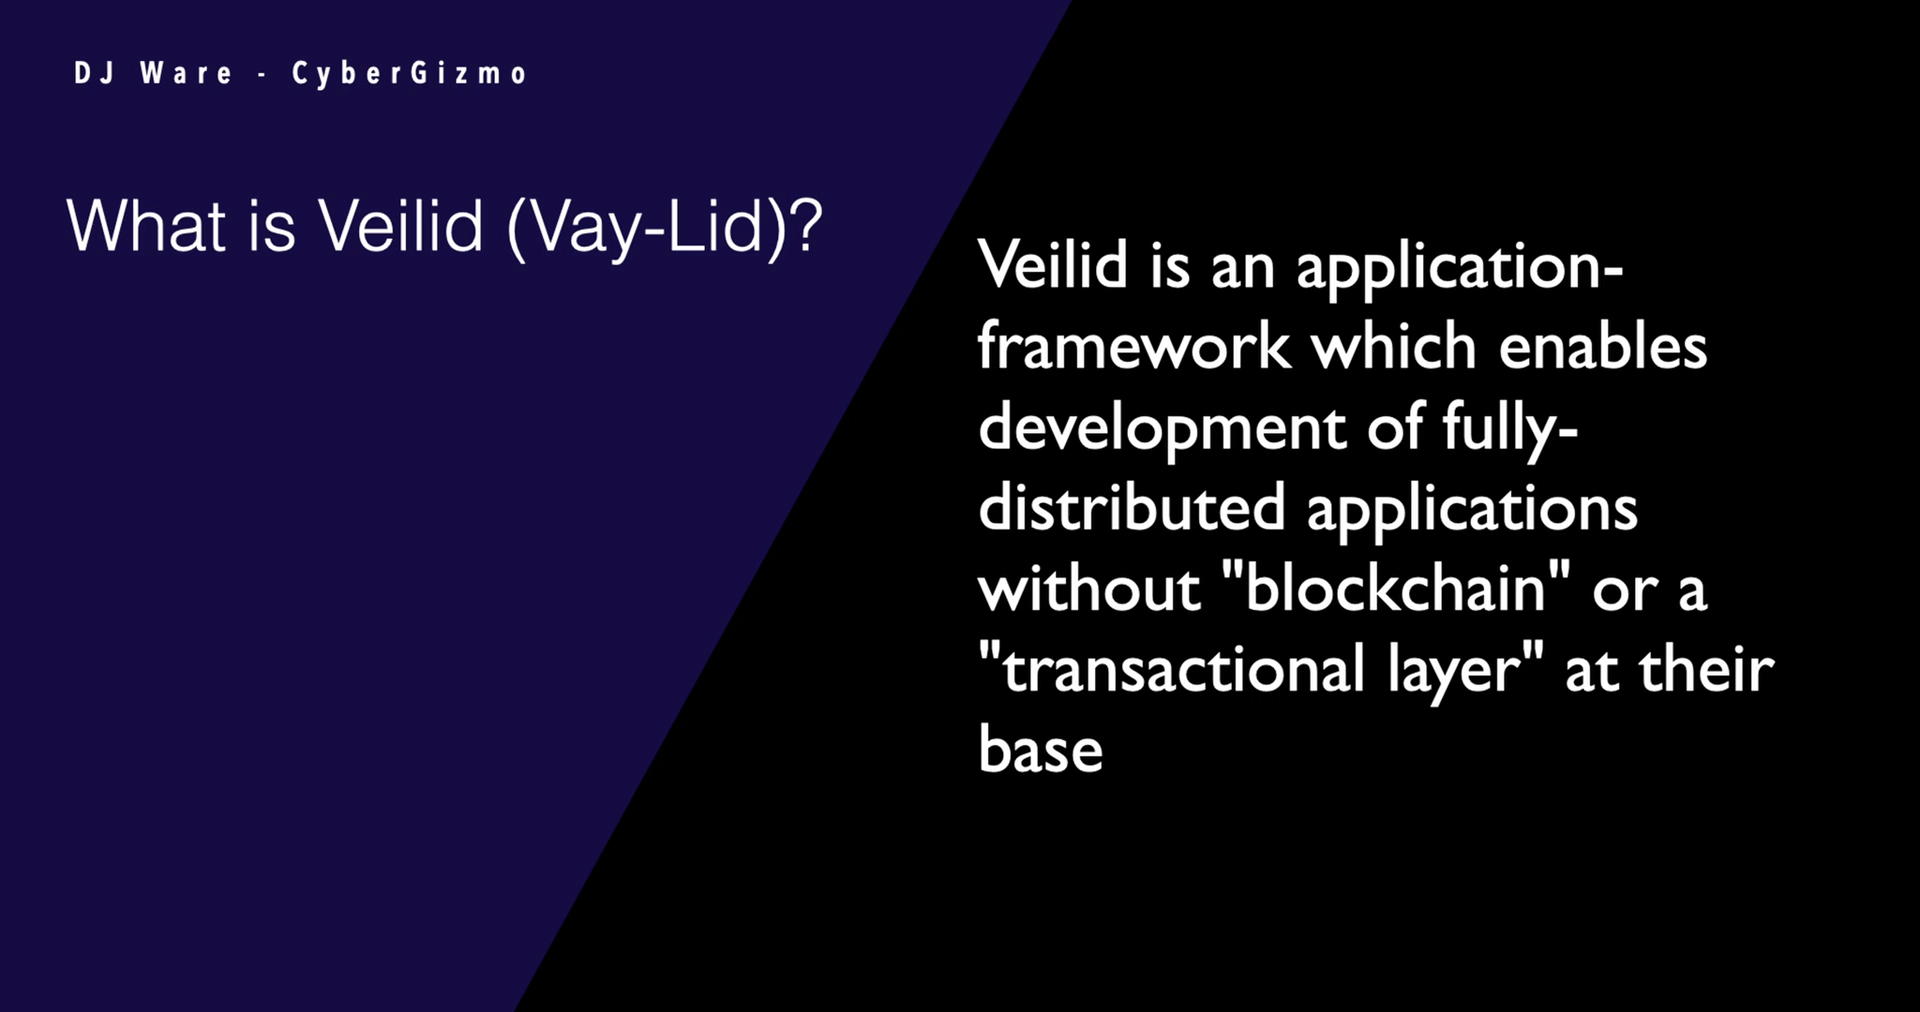 DJ Ware - CyberGizmo
What is Veilid (Vay-Lid)?
Veilid is an application-
framework which enables
development of fully-
distributed applications
without "blockchain" or a
"transactional layer" at their
base